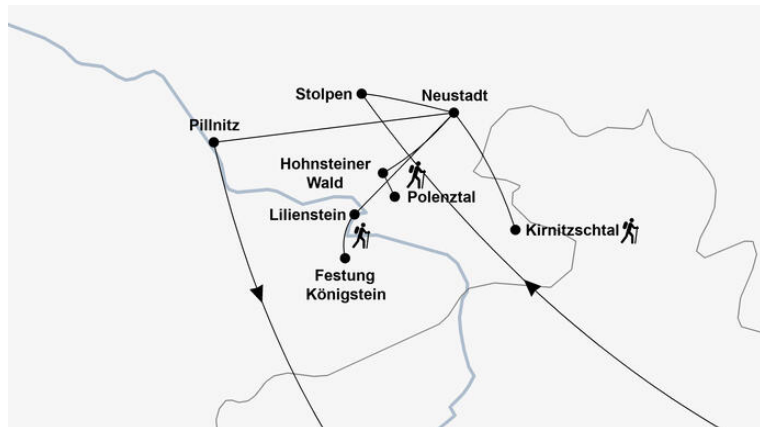 Stolpen
Neustadt
Pillnitz
Hohnsteiner
Wald
Polenztal
Lilienstein
Kirnitzschtal
Festung
Königstein